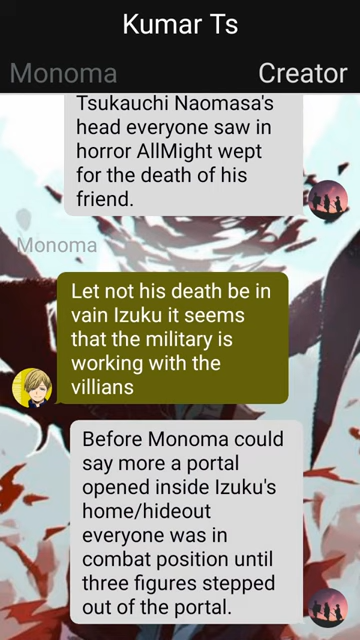 Kumar Ts
Monoma
Creator
Tsukauchi Naomasa's
head everyone saw in
horror AllMight wept
for the death of his
friend.
Monoma
Let not his death be in
vain Izuku it seems
that the military is
working with the
villians
Before Monoma could
say more a portal
opened inside Izuku's
home/hideout
everyone was in
combat position until
three figures stepped
out of the portal.